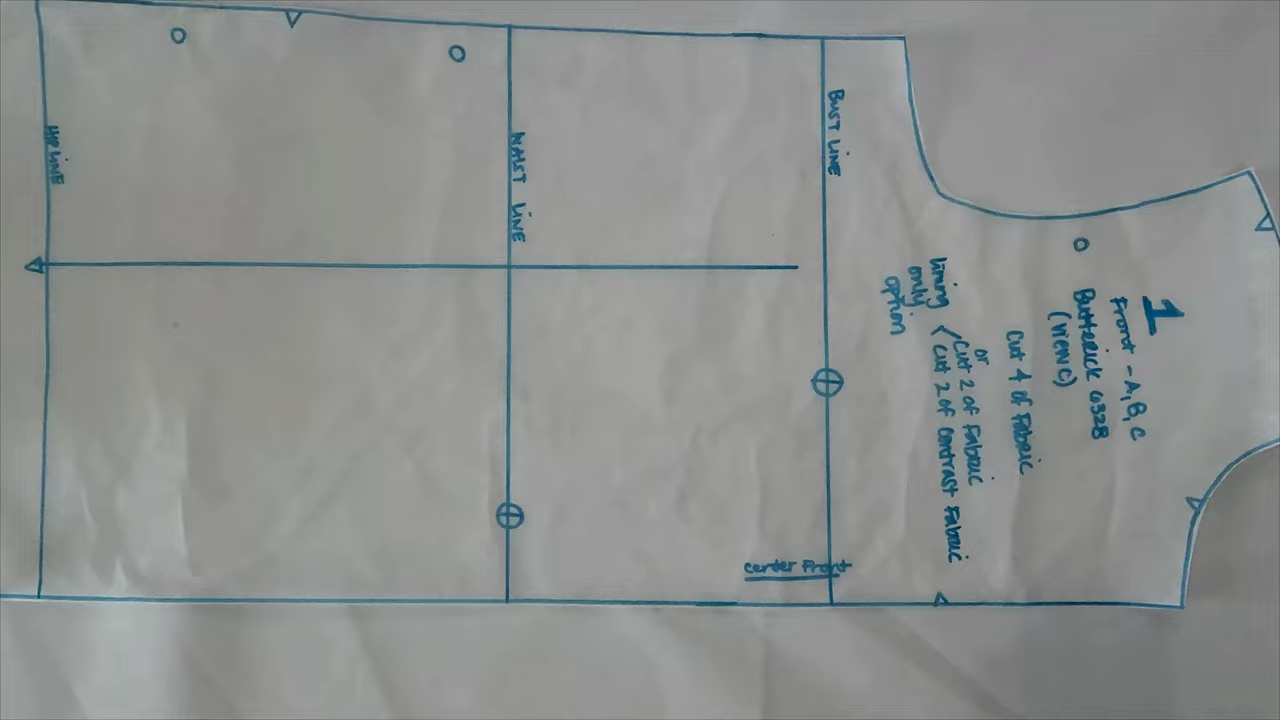 1
Front - A, B, C
Butterick 6328
(VIEW C)
Cut 4 of Fabric
or
Cut 2 of Fabric
Cut 2 of Contrast Fabric
lining
only
option
BUST LINE
WAIST LINE
HIP LINE
Center Front